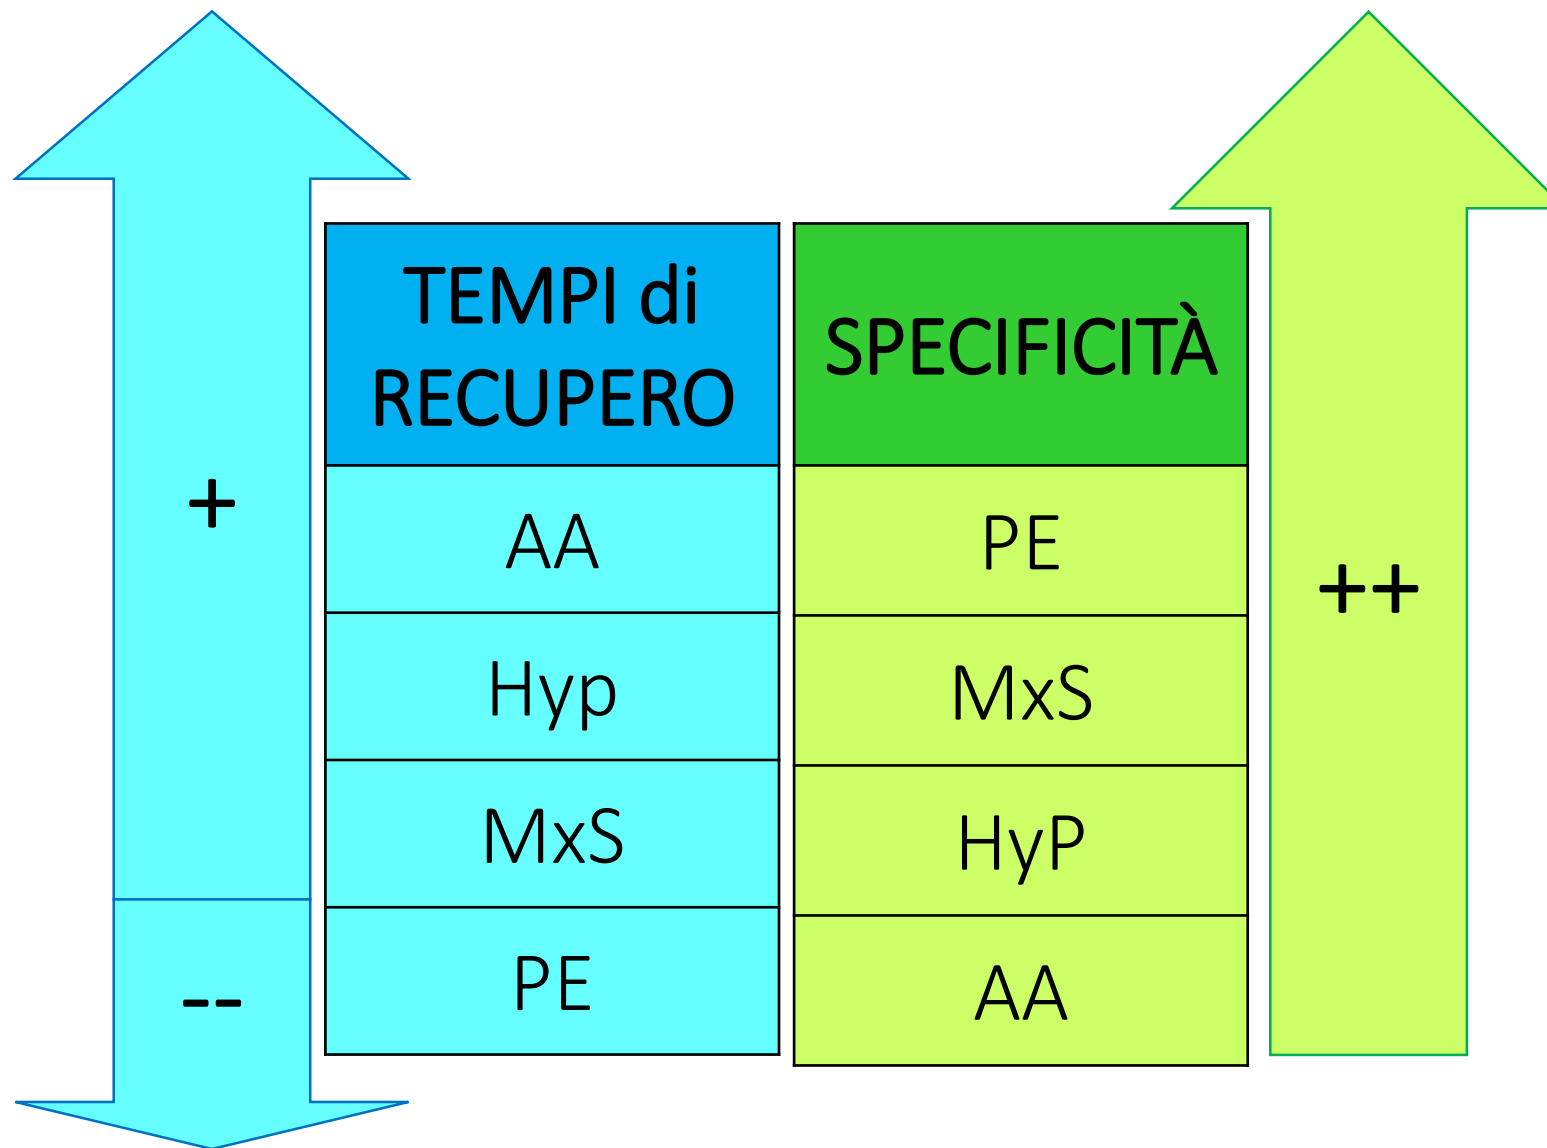 +
--
TEMPI di
RECUPERO
AA
Hyp
MxS
PE
SPECIFICITÀ
PE
MxS
HyP
AA
++